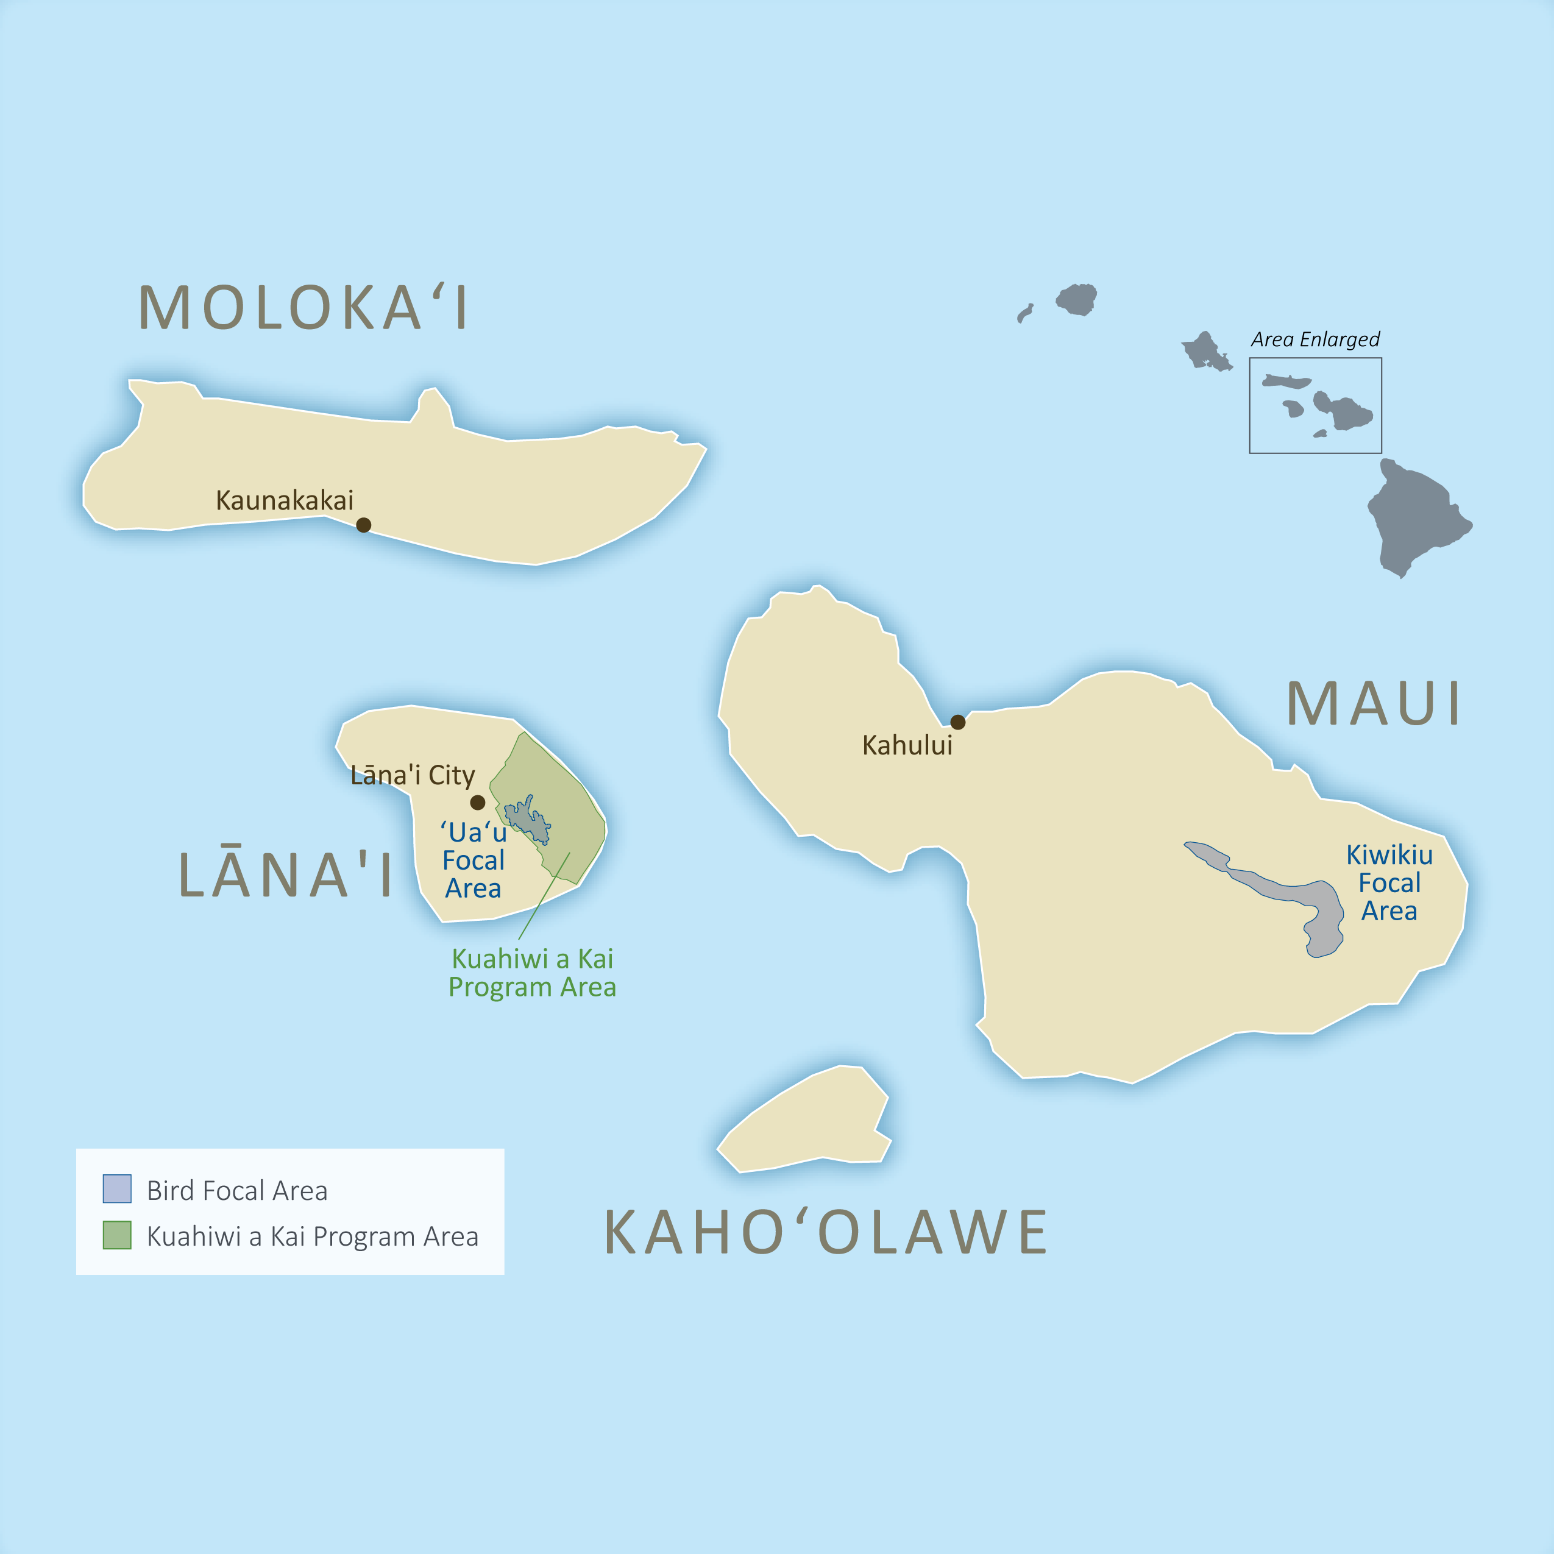 MOLOKAʻI
Area Enlarged
Kaunakakai
MAUI
Kahului
Lāna'i City
ʻUaʻu
Focal
Area
LĀNA'I
Kiwikiu
Focal
Area
Kuahiwi a Kai
Program Area
KAHOʻOLAWE
Bird Focal Area
Kuahiwi a Kai Program Area